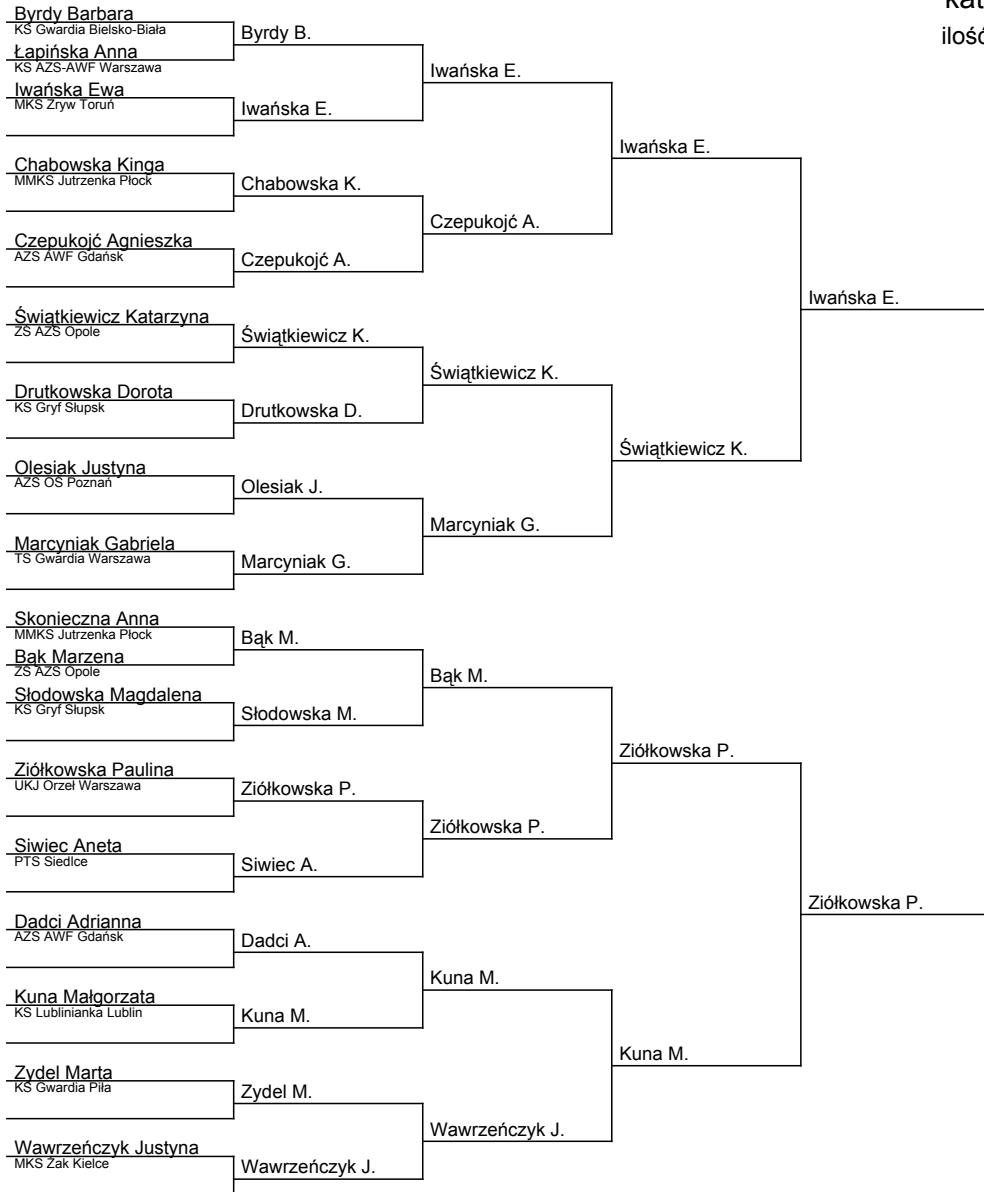 kat
ilość
Byrdy Barbara
KS Gwardia Bielsko-Biała
Łapińska Anna
KS AZS-AWF Warszawa
Iwańska Ewa
MKS Zryw Toruń
Chabowska Kinga
MMKS Jutrzenka Płock
Czepukojć Agnieszka
AZS AWF Gdańsk
Świątkiewicz Katarzyna
ZS AZS Opole
Drutkowska Dorota
KS Gryf Słupsk
Olesiak Justyna
AZS OŚ Poznań
Marcyniak Gabriela
TS Gwardia Warszawa
Skonieczna Anna
MMKS Jutrzenka Płock
Bąk Marzena
ZS AZS Opole
Słodowska Magdalena
KS Gryf Słupsk
Ziółkowska Paulina
UKJ Orzeł Warszawa
Siwiec Aneta
PTS Siedlce
Dadci Adrianna
AZS AWF Gdańsk
Kuna Małgorzata
KS Lublinianka Lublin
Zydel Marta
KS Gwardia Piła
Wawrzeńczyk Justyna
MKS Żak Kielce
Byrdy B.
Iwańska E.
Chabowska K.
Czepukojć A.
Świątkiewicz K.
Drutkowska D.
Olesiak J.
Marcyniak G.
Bąk M.
Słodowska M.
Ziółkowska P.
Siwiec A.
Dadci A.
Kuna M.
Zydel M.
Wawrzeńczyk J.
Iwańska E.
Czepukojć A.
Świątkiewicz K.
Marcyniak G.
Bąk M.
Ziółkowska P.
Kuna M.
Wawrzeńczyk J.
Iwańska E.
Świątkiewicz K.
Ziółkowska P.
Kuna M.
Iwańska E.
Ziółkowska P.